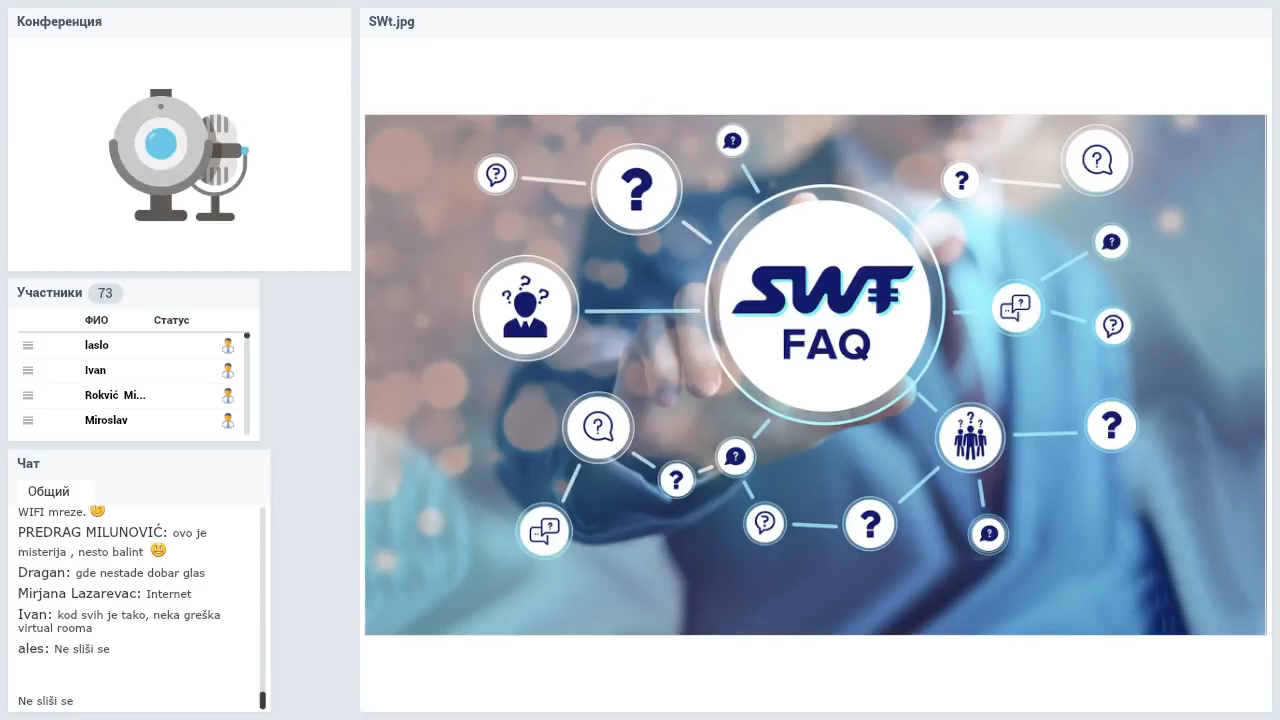 Конференция
SWt.jpg
Участники 73
ФИО Статус
laslo
Ivan
Rokvić Mi...
Miroslav
Чат
Общий
WIFI mreze.
PREDRAG MILUNOVIĆ: ovo je
misterija , nesto balint
Dragan: gde nestade dobar glas
Mirjana Lazarevac: Internet
Ivan: kod svih je tako, neka greška
virtual rooma
ales: Ne sliši se
Ne sliši se
SW₮
FAQ